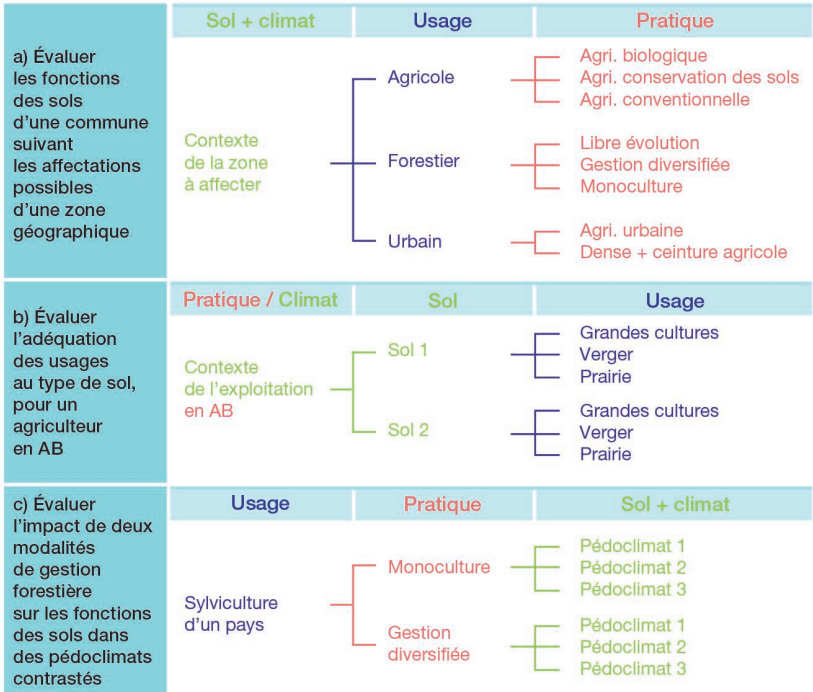 Sol + climat
Usage
Pratique
a) Évaluer
les fonctions
des sols
d'une commune
suivant
les affectations
possibles
d'une zone
géographique
Contexte
de la zone
à affecter
Agricole
Agri. biologique
Agri. conservation des sols
Agri. conventionnelle
Forestier
Libre évolution
Gestion diversifiée
Monoculture
Urbain
Agri. urbaine
Dense + ceinture agricole
Pratique / Climat
Sol
Usage
b) Évaluer
l'adéquation
des usages
au type de sol,
pour un
agriculteur
en AB
Contexte
de l'exploitation
en AB
Sol 1
Grandes cultures
Verger
Prairie
Sol 2
Grandes cultures
Verger
Prairie
Usage
Pratique
Sol + climat
c) Évaluer
l'impact de deux
modalités
de gestion
forestière
sur les fonctions
des sols dans
des pédoclimats
contrastés
Sylviculture
d'un pays
Monoculture
Pédoclimat 1
Pédoclimat 2
Pédoclimat 3
Gestion
diversifiée
Pédoclimat 1
Pédoclimat 2
Pédoclimat 3